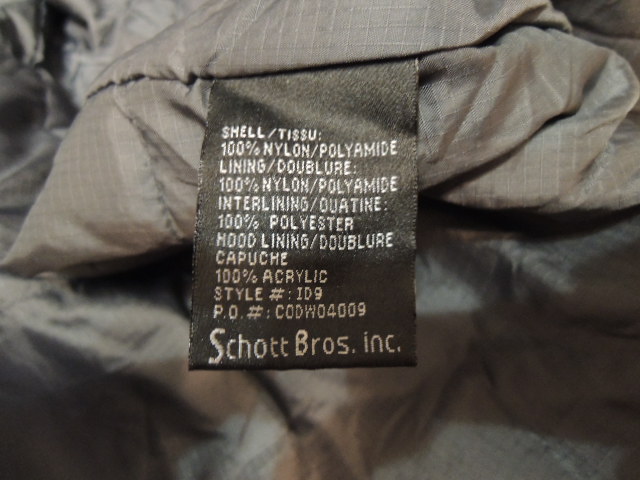 SHELL/TISSU:
100% NYLON/POLYAMIDE
LINING/DOUBLURE:
100% NYLON/POLYAMIDE
INTERLINING/OUATINE:
100% POLYESTER
HOOD LINING/DOUBLURE
CAPUCHE
100% ACRYLIC
STYLE #: ID9
P.O. #: CODW04009
Schott Bros. inc.